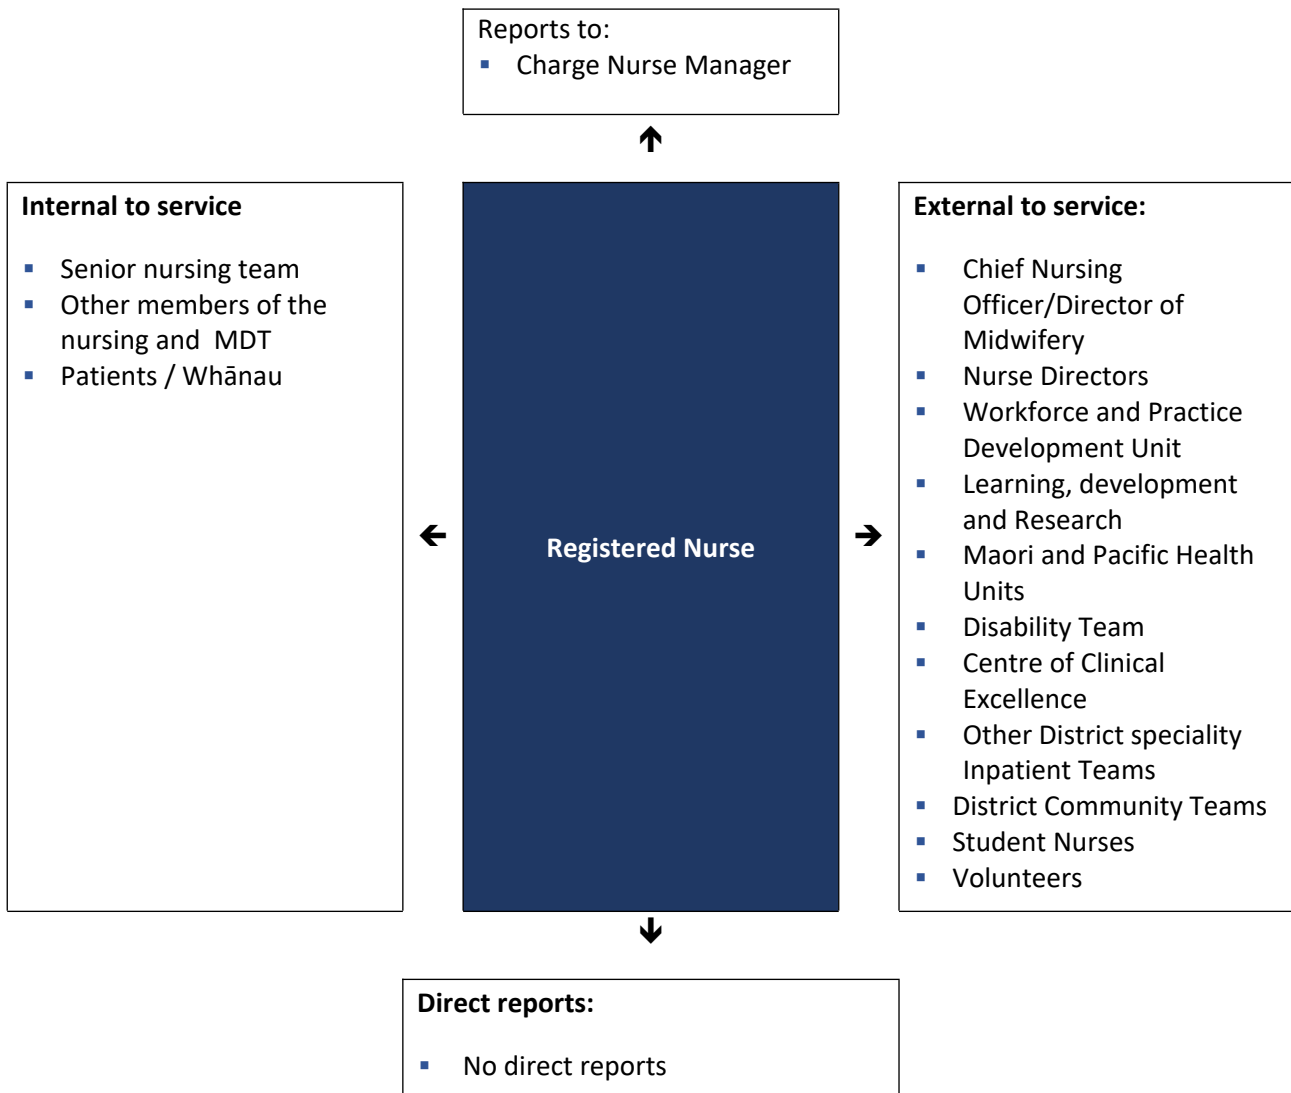 Reports to:
▪ Charge Nurse Manager
Internal to service
▪ Senior nursing team
▪ Other members of the
nursing and  MDT
▪ Patients / Whānau
Registered Nurse
External to service:
▪ Chief Nursing
Officer/Director of
Midwifery
▪ Nurse Directors
▪ Workforce and Practice
Development Unit
▪ Learning, development
and Research
▪ Maori and Pacific Health
Units
▪ Disability Team
▪ Centre of Clinical
Excellence
▪ Other District speciality
Inpatient Teams
▪ District Community Teams
▪ Student Nurses
▪ Volunteers
Direct reports:
▪ No direct reports